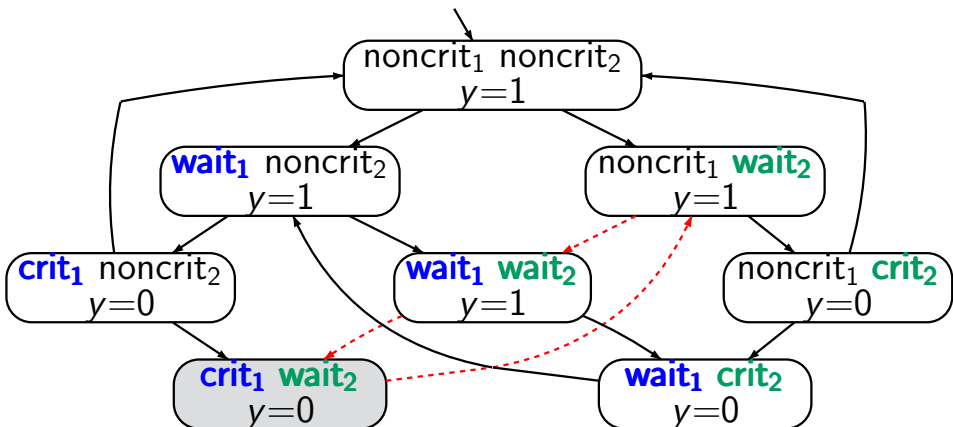 noncrit₁ noncrit₂
y=1
wait₁ noncrit₂
y=1
noncrit₁ wait₂
y=1
crit₁ noncrit₂
y=0
wait₁ wait₂
y=1
noncrit₁ crit₂
y=0
crit₁ wait₂
y=0
wait₁ crit₂
y=0